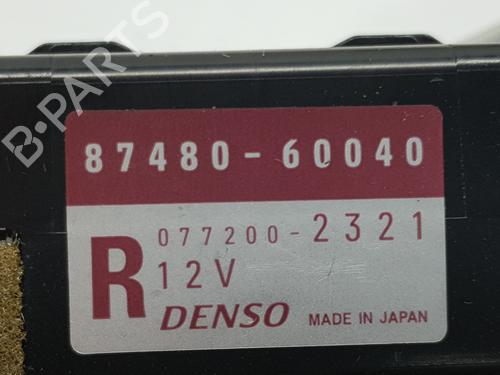 B-PARTS
87480-60040
R 077200-2321
12V
DENSO MADE IN JAPAN